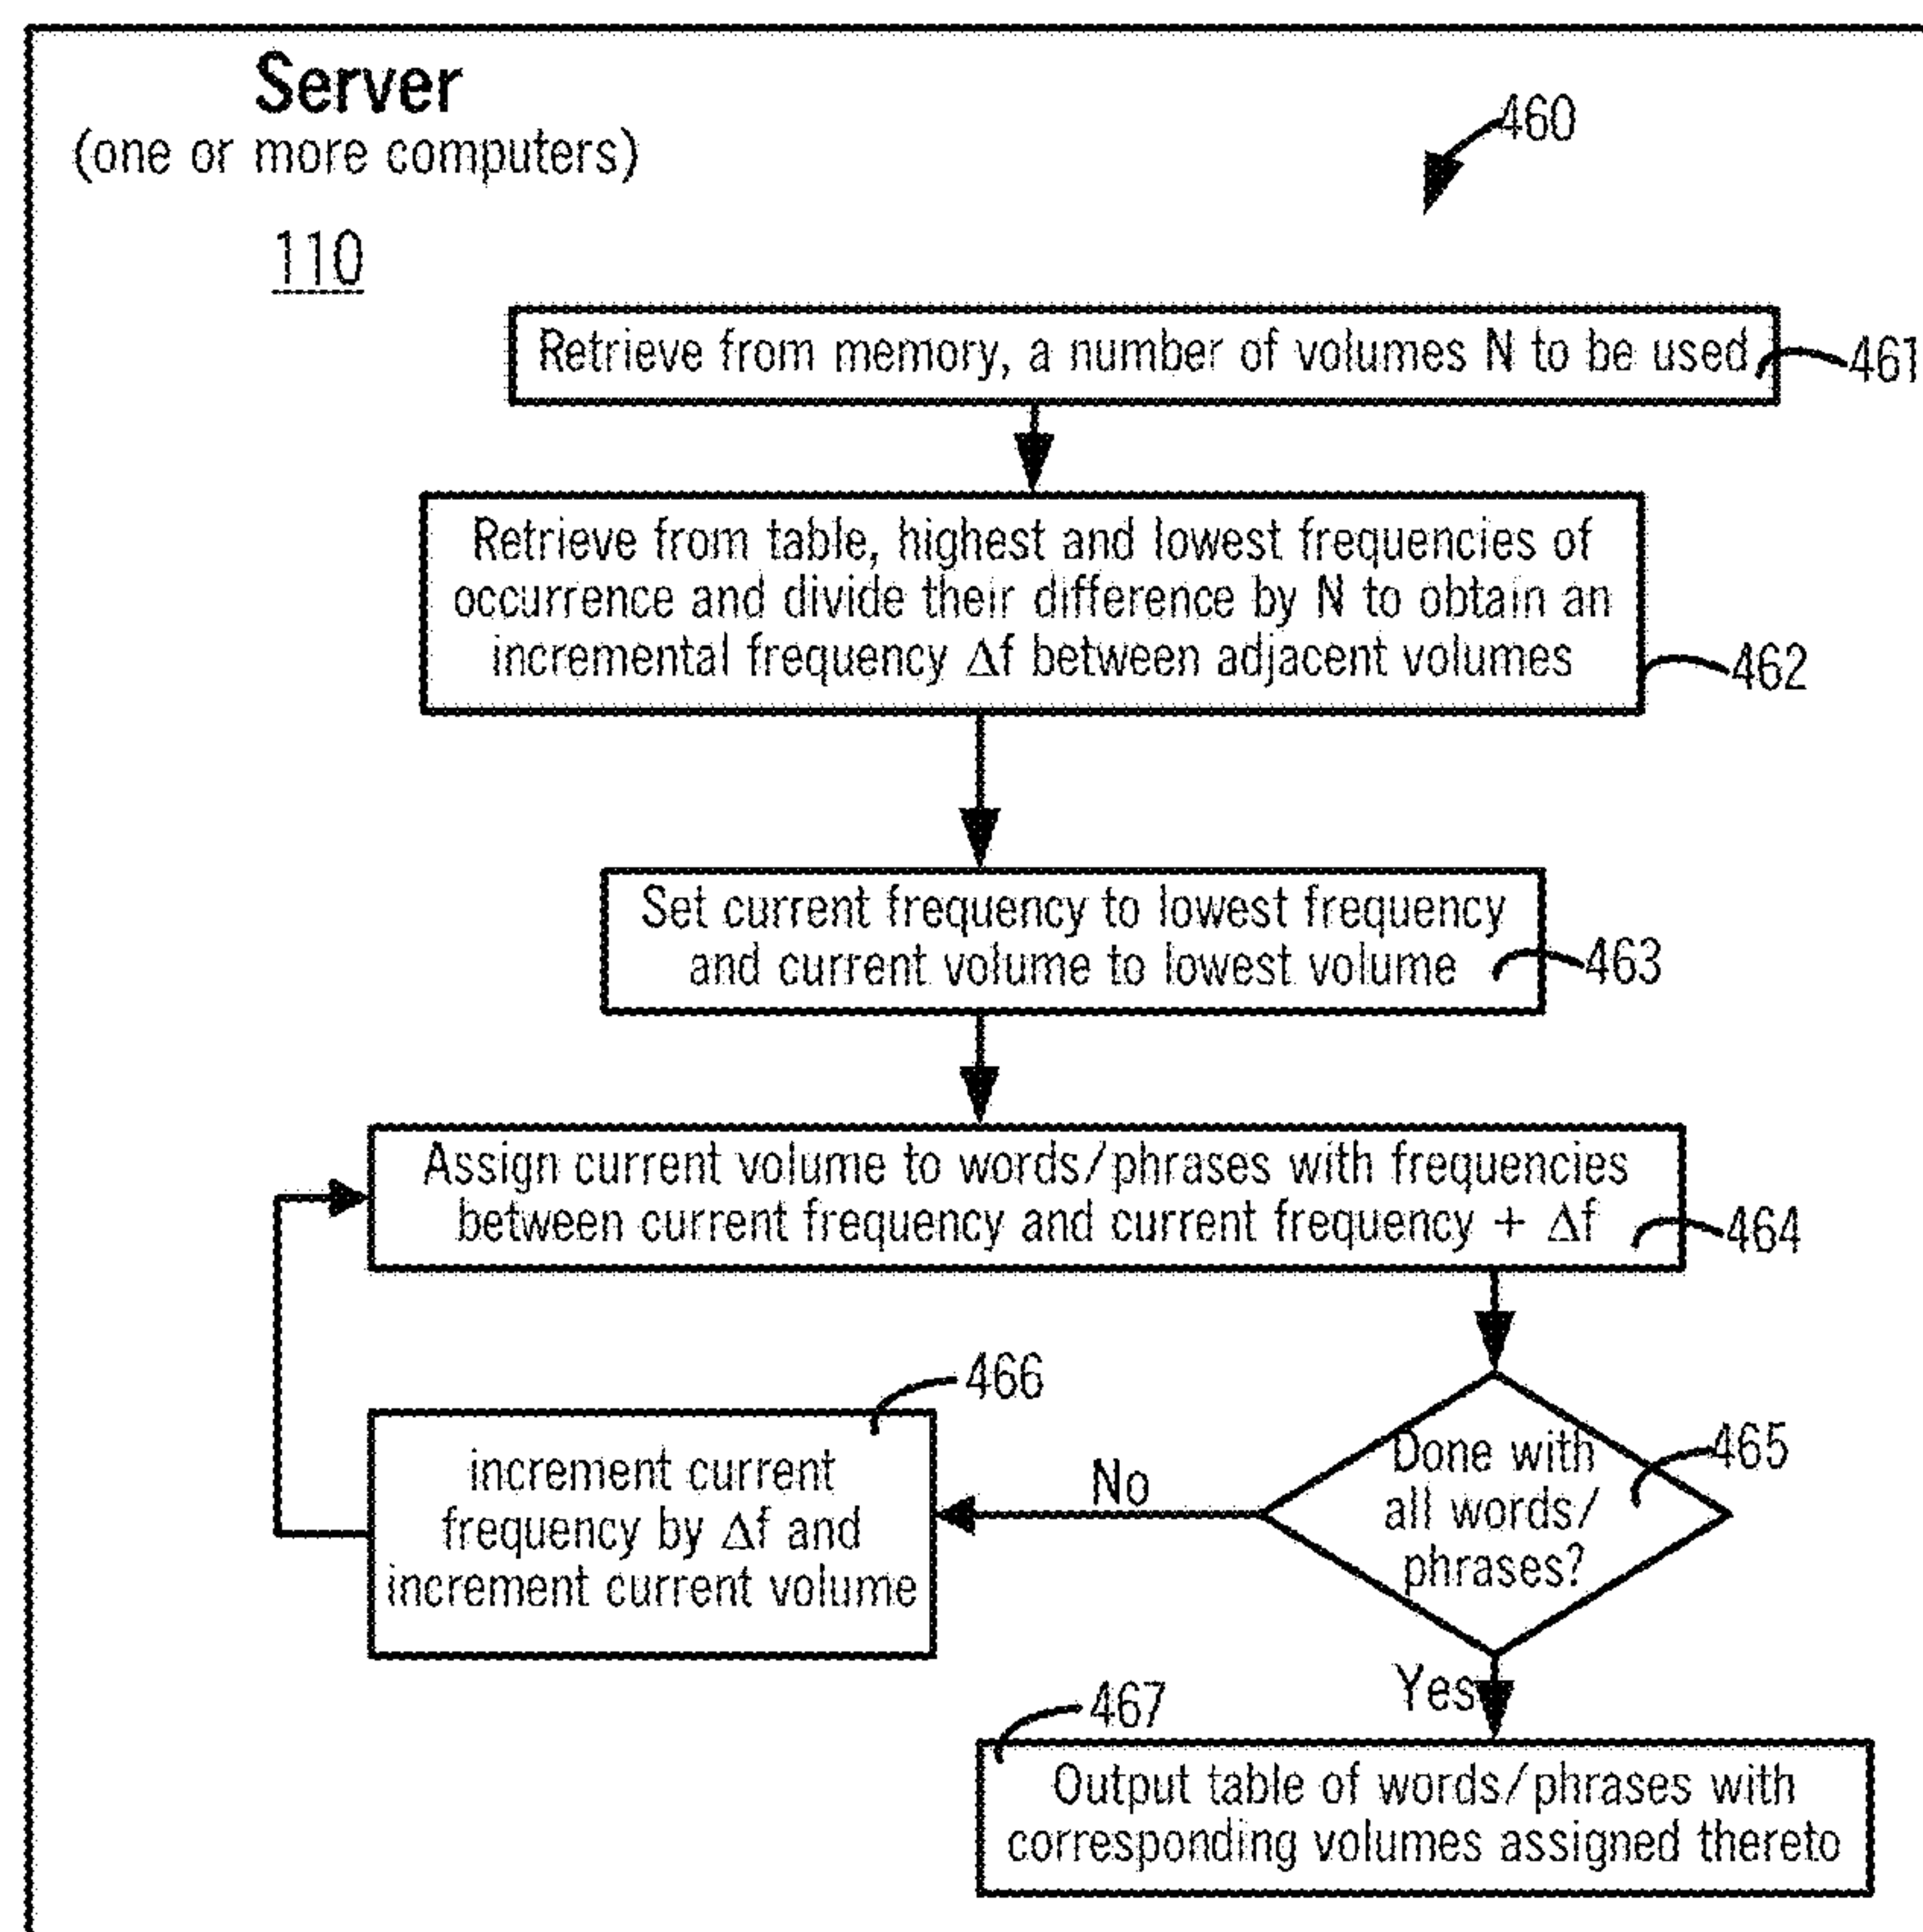 Server
(one or more computers)
110
460
Retrieve from memory, a number of volumes N to be used
461
Retrieve from table, highest and lowest frequencies of
occurrence and divide their difference by N to obtain an
incremental frequency Δf between adjacent volumes
462
Set current frequency to lowest frequency
and current volume to lowest volume
463
Assign current volume to words/phrases with frequencies
between current frequency and current frequency + Δf
464
466
increment current
frequency by Δf and
increment current volume
No
Done with
all words/
phrases?
465
Yes
467
Output table of words/phrases with
corresponding volumes assigned thereto